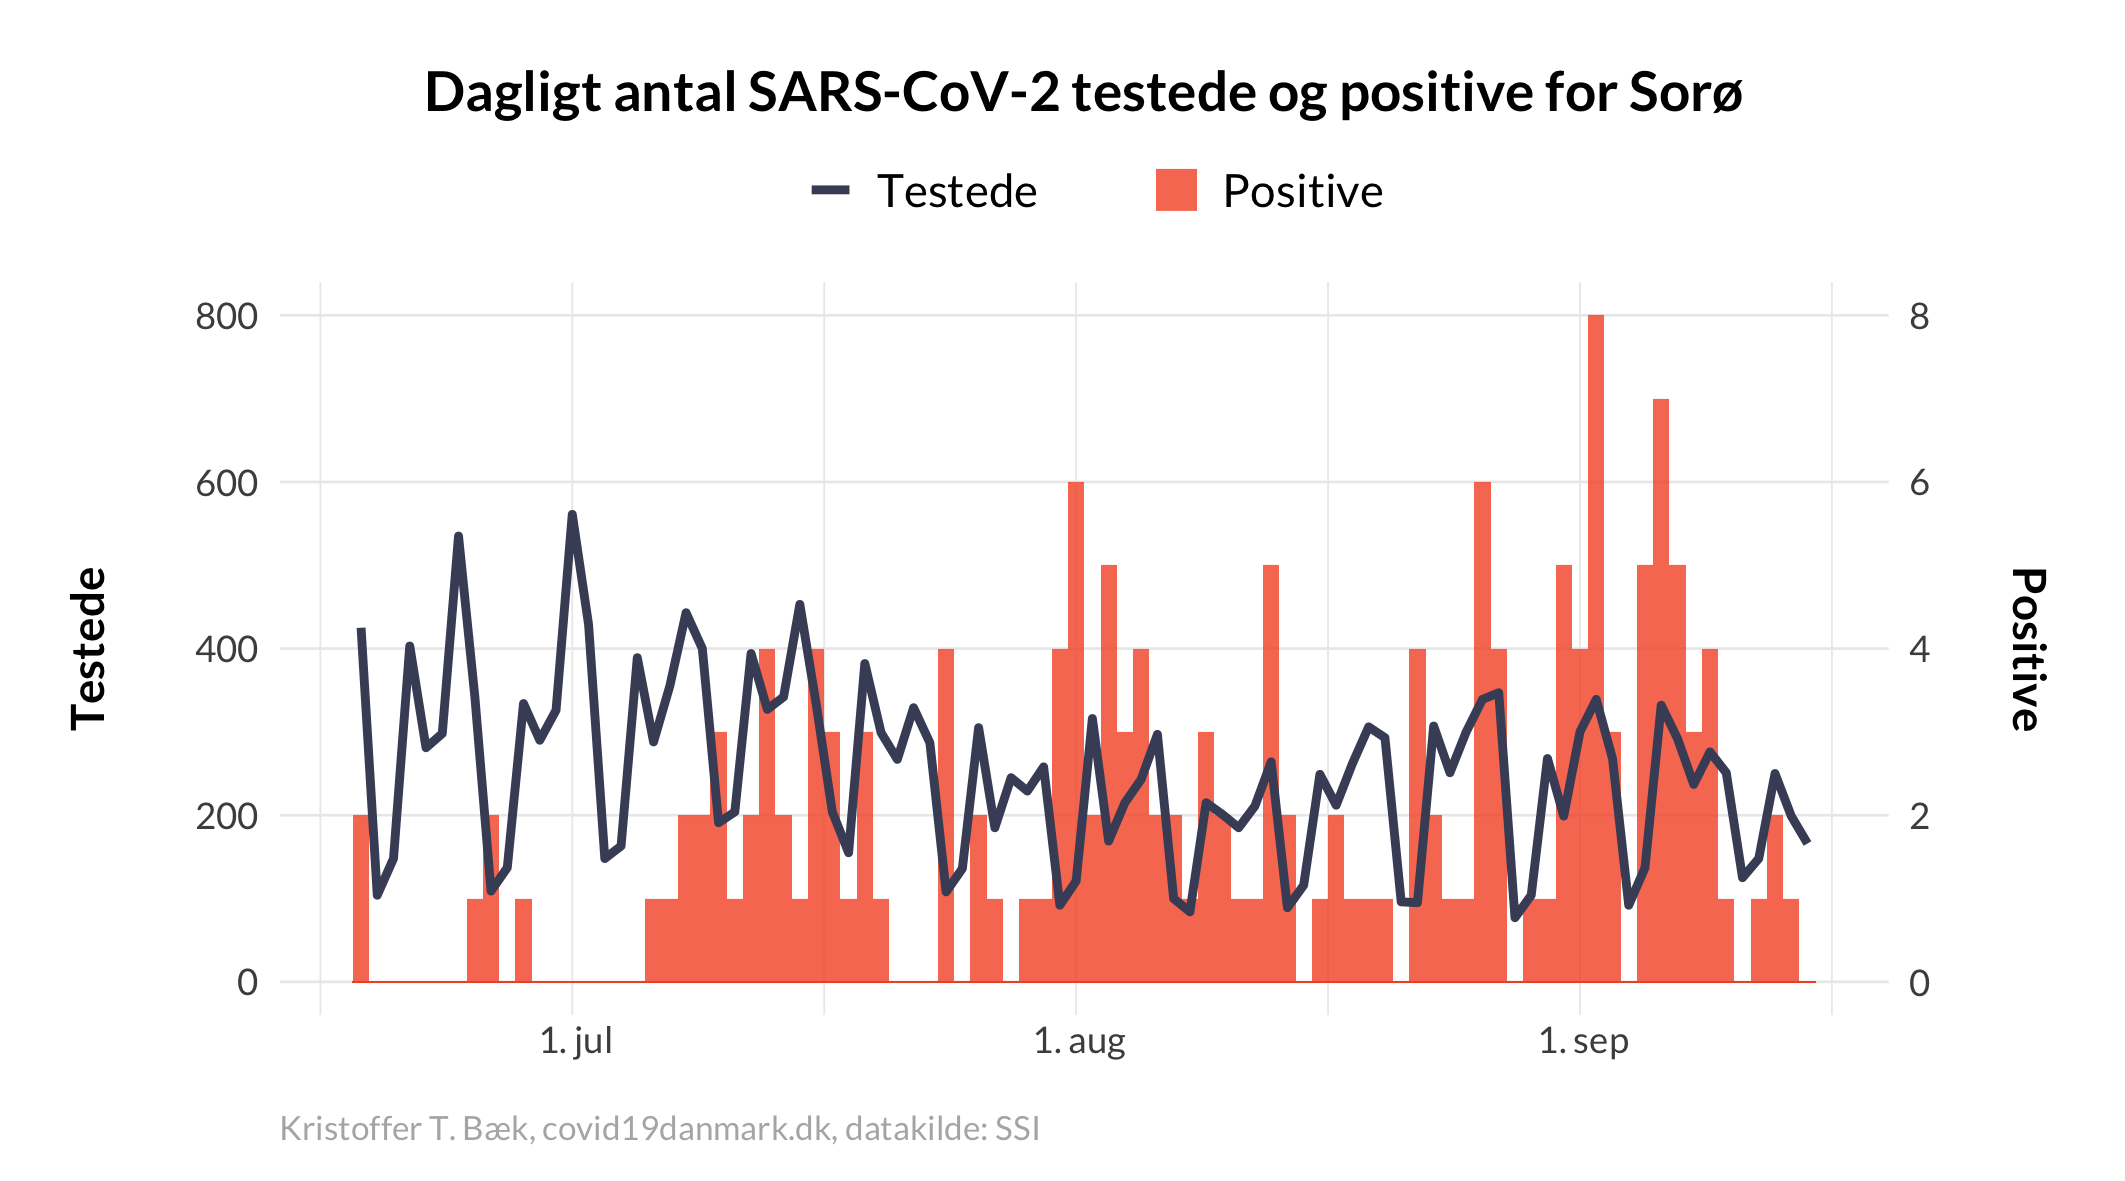 Dagligt antal SARS-CoV-2 testede og positive for Sorø
Testede
Positive
800
600
400
200
0
8
6
4
2
0
Testede
Positive
1. jul
1. aug
1. sep
Kristoffer T. Bæk, covid19danmark.dk, datakilde: SSI